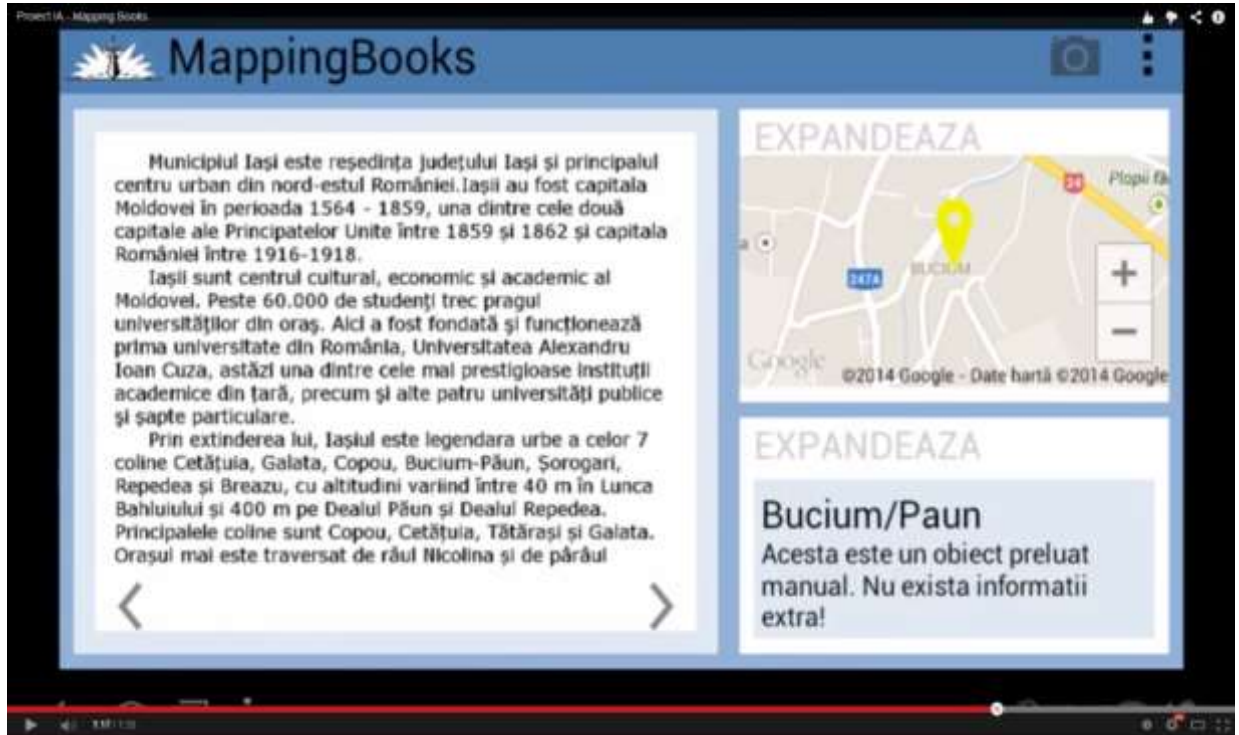 Proiect IA - Mapping Books
MappingBooks
Municipiul Iași este reședința județului Iași și principalul
centru urban din nord-estul României.Iașii au fost capitala
Moldovei în perioada 1564 - 1859, una dintre cele două
capitale ale Principatelor Unite între 1859 și 1862 și capitala
României între 1916-1918.
Iașii sunt centrul cultural, economic și academic al
Moldovei. Peste 60.000 de studenți trec pragul
universităților din oraș. Aici a fost fondată și funcționează
prima universitate din România, Universitatea Alexandru
Ioan Cuza, astăzi una dintre cele mai prestigioase instituții
academice din țară, precum și alte patru universități publice
și șapte particulare.
Prin extinderea lui, Iașiul este legendara urbe a celor 7
coline Cetățuia, Galata, Copou, Bucium-Păun, Șorogari,
Repedea și Breazu, cu altitudini variind între 40 m în Lunca
Bahluiului și 400 m pe Dealul Păun și Dealul Repedea.
Principalele coline sunt Copou, Cetățuia, Tătărași și Galata.
Orașul mai este traversat de râul Nicolina și de pârâul
EXPANDEAZA
24
Plopii
BUCIUM
247A
+
−
Google
©2014 Google - Date hartă ©2014 Google
EXPANDEAZA
Bucium/Paun
Acesta este un obiect preluat
manual. Nu exista informatii
extra!